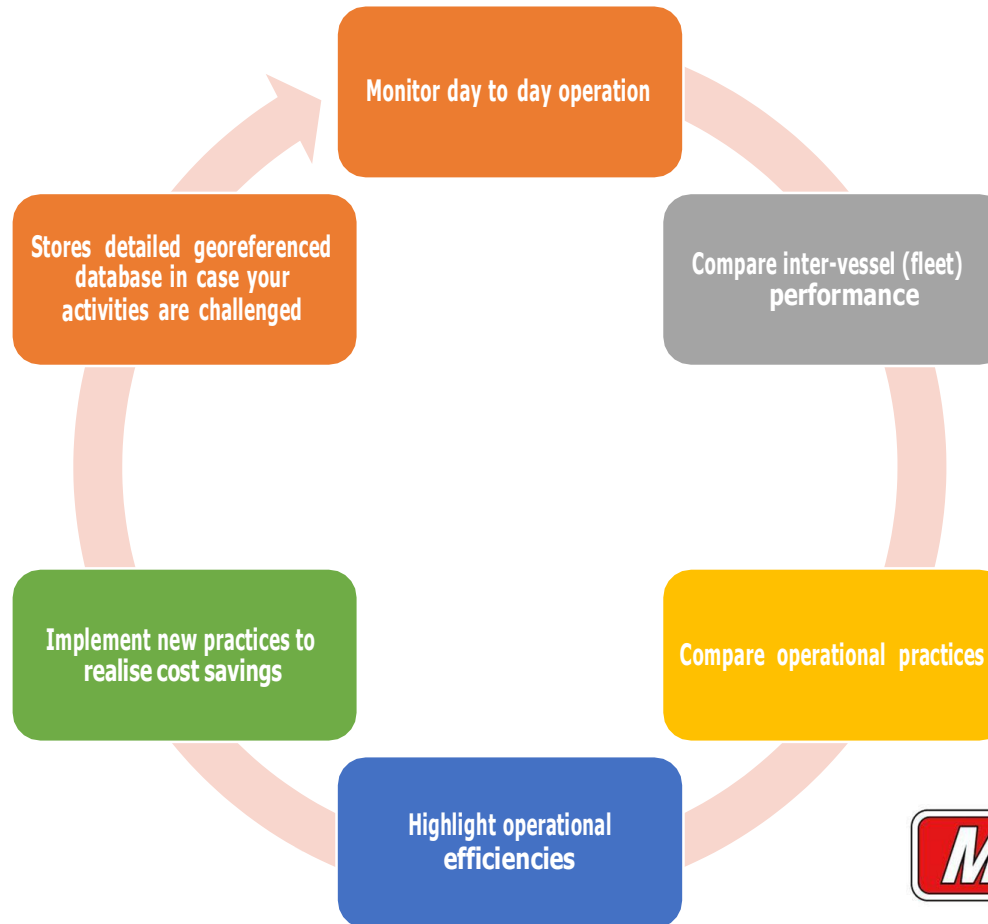 Monitor day to day operation
Compare inter-vessel (fleet)
performance
Compare operational practices
Highlight operational
efficiencies
Implement new practices to
realise cost savings
Stores detailed georeferenced
database in case your
activities are challenged